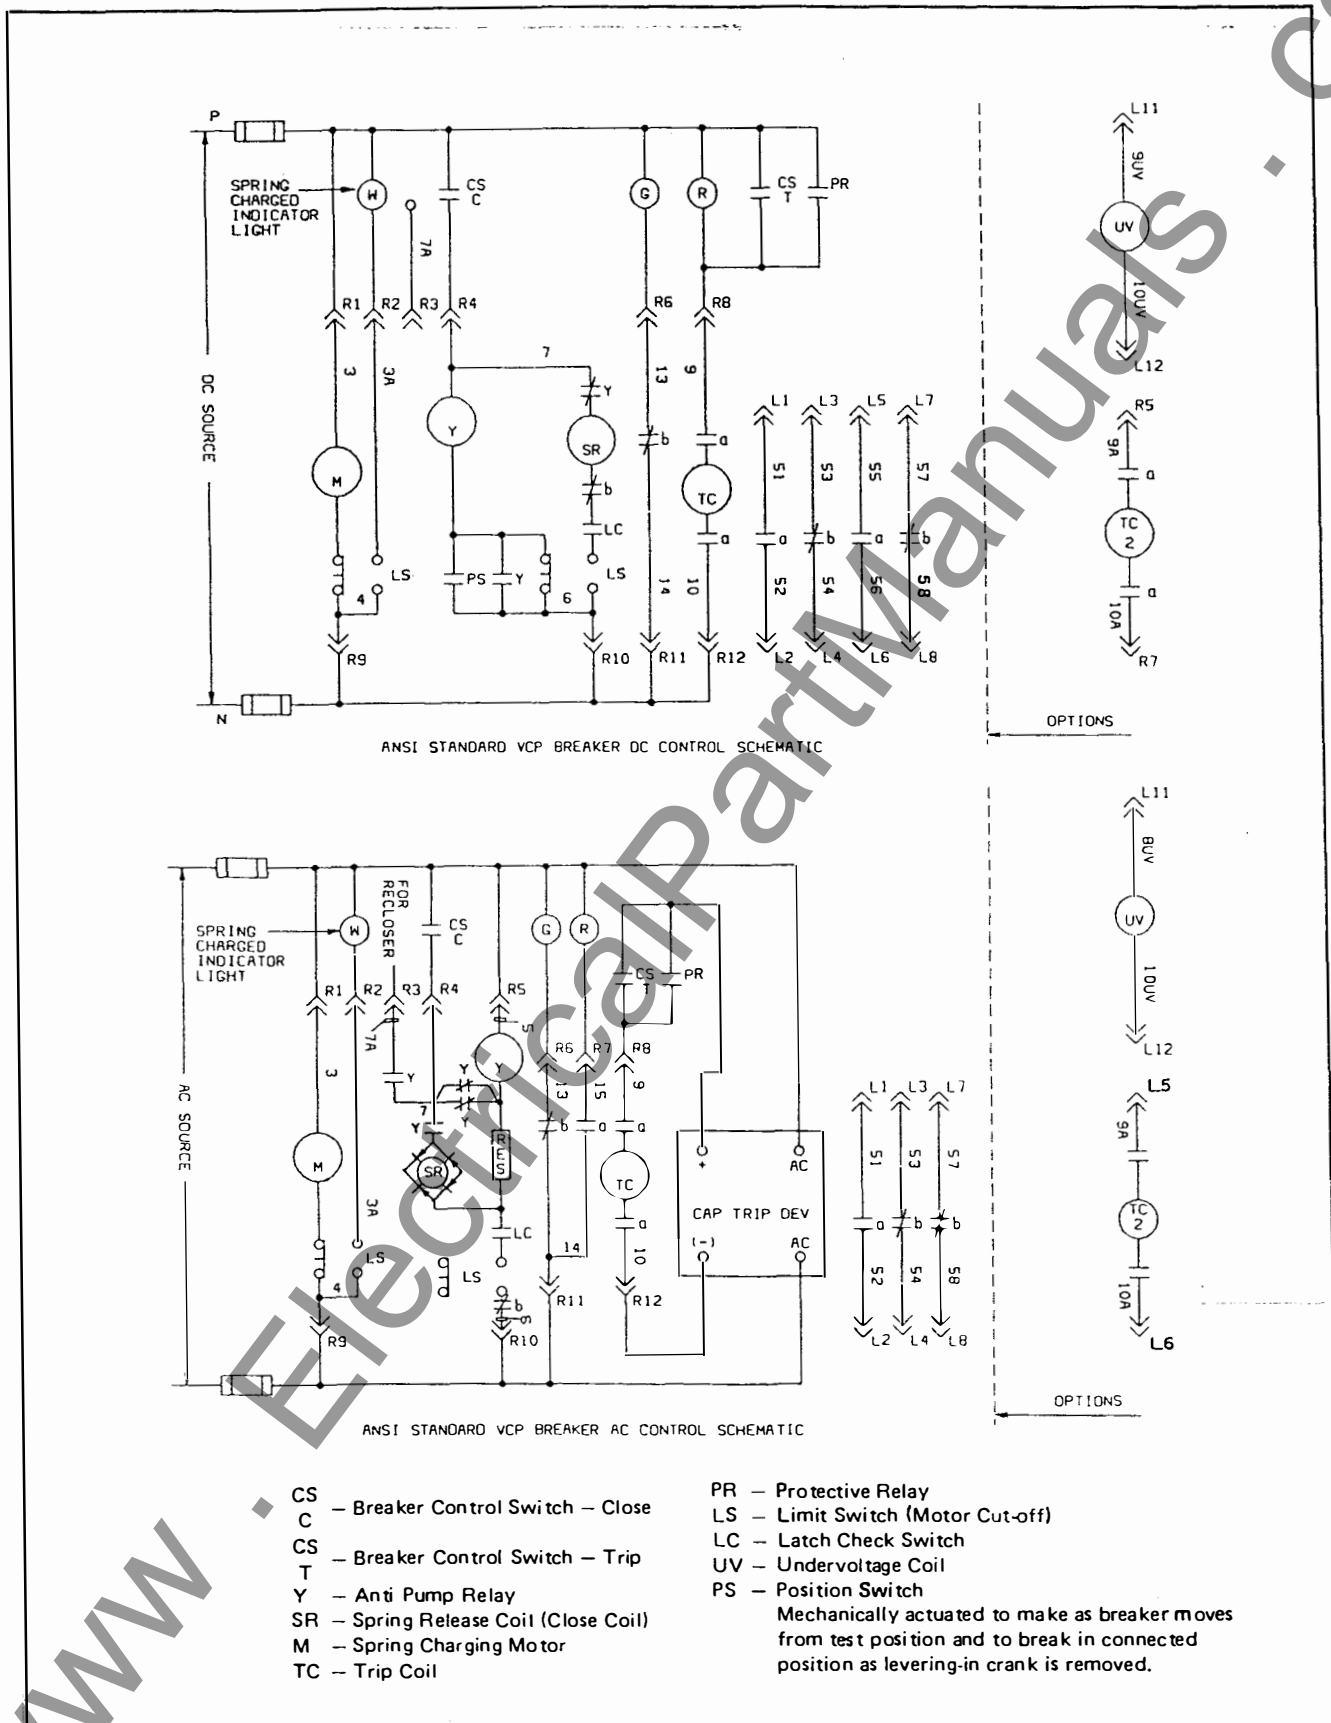 P
SPRING
CHARGED
INDICATOR
LIGHT
W
CS
C
G
R
CS
T
PR
7A
R1
R2
R3
R4
R6
R8
DC SOURCE
3
3A
7
Y
Y
SR
b
LC
M
LS
4
PS
Y
6
LS
13
9
b
a
TC
a
14
10
R9
R10
R11
R12
N
L1
L3
L5
L7
51
53
55
57
a
b
a
b
52
54
56
58
L2
L4
L6
L8
L11
9UV
UV
10UV
L12
R5
9A
a
TC
2
a
10A
R7
OPTIONS
ANSI STANDARD VCP BREAKER DC CONTROL SCHEMATIC
SPRING
CHARGED
INDICATOR
LIGHT
W
FOR
RECLOSER
CS
C
G
R
CS
T
PR
R1
R2
R3
R4
R5
R6
R7
R8
AC SOURCE
3
7A
5
Y
Y
Y
Y
7
Y
13
15
9
b
a
a
M
SR
RES
TC
3A
LC
a
LS
4
LS
14
10
b
R9
R10
R11
R12
+
AC
CAP TRIP DEV
(-)
AC
L1
L3
L7
51
53
57
a
b
b
52
54
58
L2
L4
L8
L11
8UV
UV
10UV
L12
L5
9A
TC
2
10A
L6
OPTIONS
ANSI STANDARD VCP BREAKER AC CONTROL SCHEMATIC
CS
C – Breaker Control Switch – Close
CS
T – Breaker Control Switch – Trip
Y – Anti Pump Relay
SR – Spring Release Coil (Close Coil)
M – Spring Charging Motor
TC – Trip Coil
PR – Protective Relay
LS – Limit Switch (Motor Cut-off)
LC – Latch Check Switch
UV – Undervoltage Coil
PS – Position Switch
Mechanically actuated to make as breaker moves
from test position and to break in connected
position as levering-in crank is removed.
www . ElectricalPartManuals . c